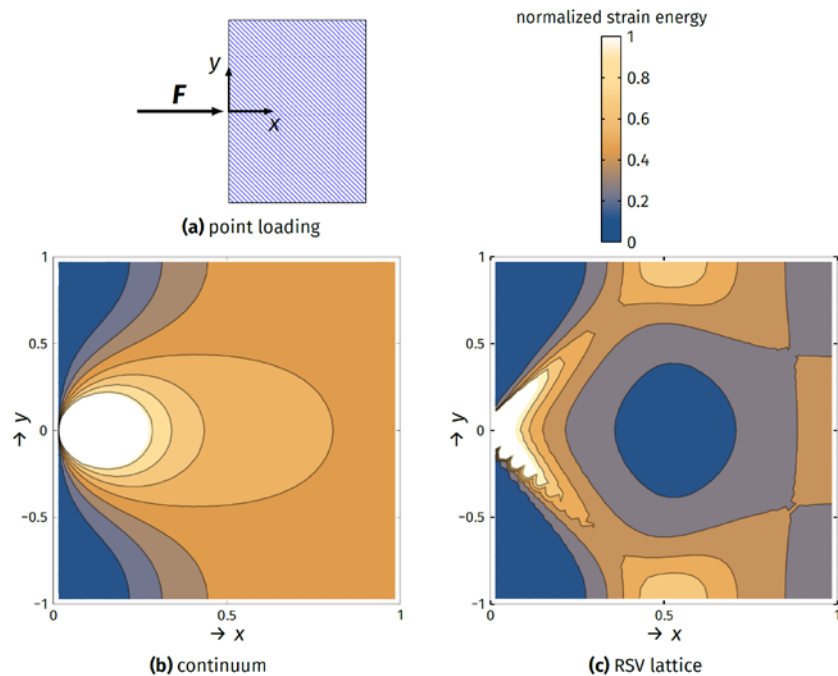 normalized strain energy
1
0.8
0.6
0.4
0.2
0
F
y
x
(a) point loading
1
0.5
0
−0.5
−1
→ y
0
0.5
1
→ x
(b) continuum
1
0.5
0
−0.5
−1
→ y
0
0.5
1
→ x
(c) RSV lattice